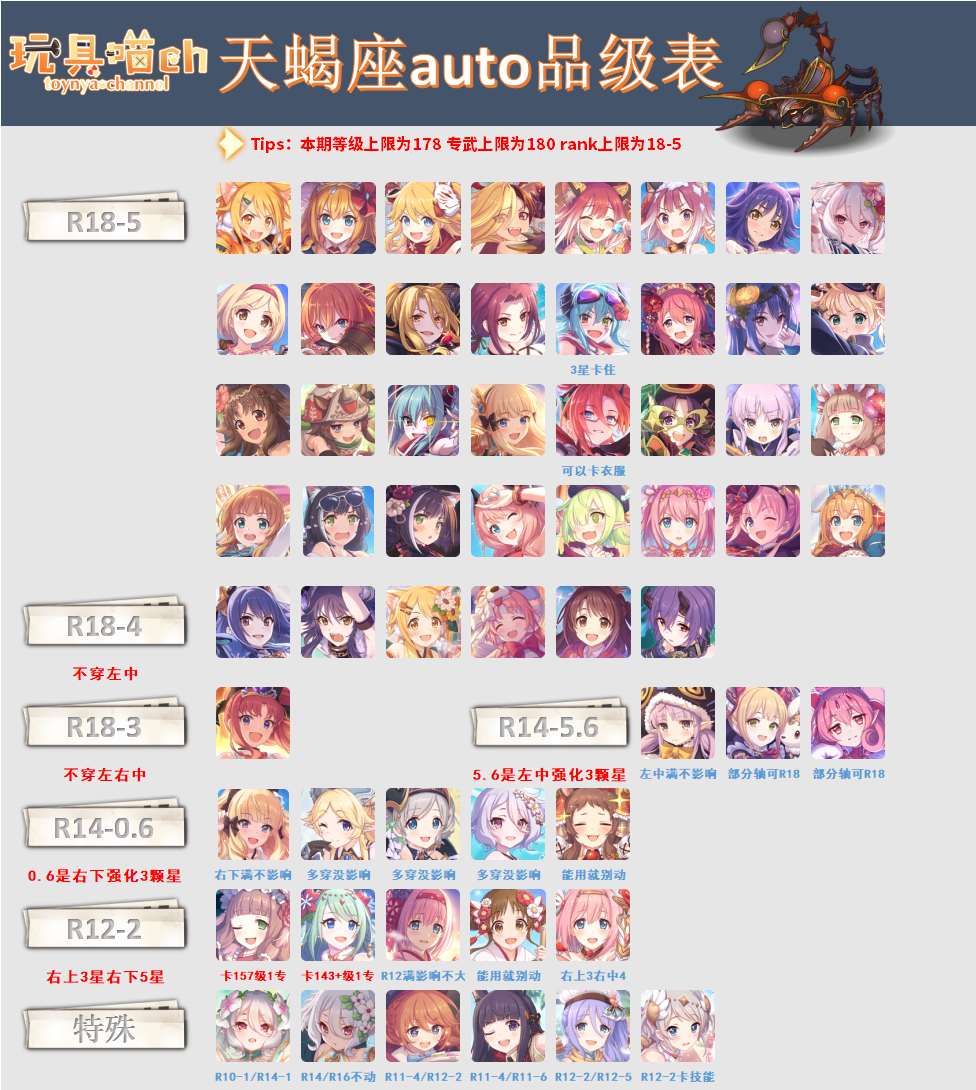 玩具喵ch
toynya channel
天蝎座auto品级表
Tips：本期等级上限为178 专武上限为180 rank上限为18-5
R18-5
3星卡住
可以卡衣服
R18-4
不穿左中
R18-3
不穿左右中
R14-5.6
5.6是左中强化3颗星
左中满不影响 部分轴可R18 部分轴可R18
R14-0.6
0.6是右下强化3颗星
右下满不影响 多穿没影响 多穿没影响 多穿没影响 能用就别动
R12-2
右上3星右下5星
卡157级1专 卡143+级1专 R12满影响不大 能用就别动 右上3右中4
特殊
R10-1/R14-1 R14/R16不动 R11-4/R12-2 R11-4/R11-6 R12-2/R12-5 R12-2卡技能